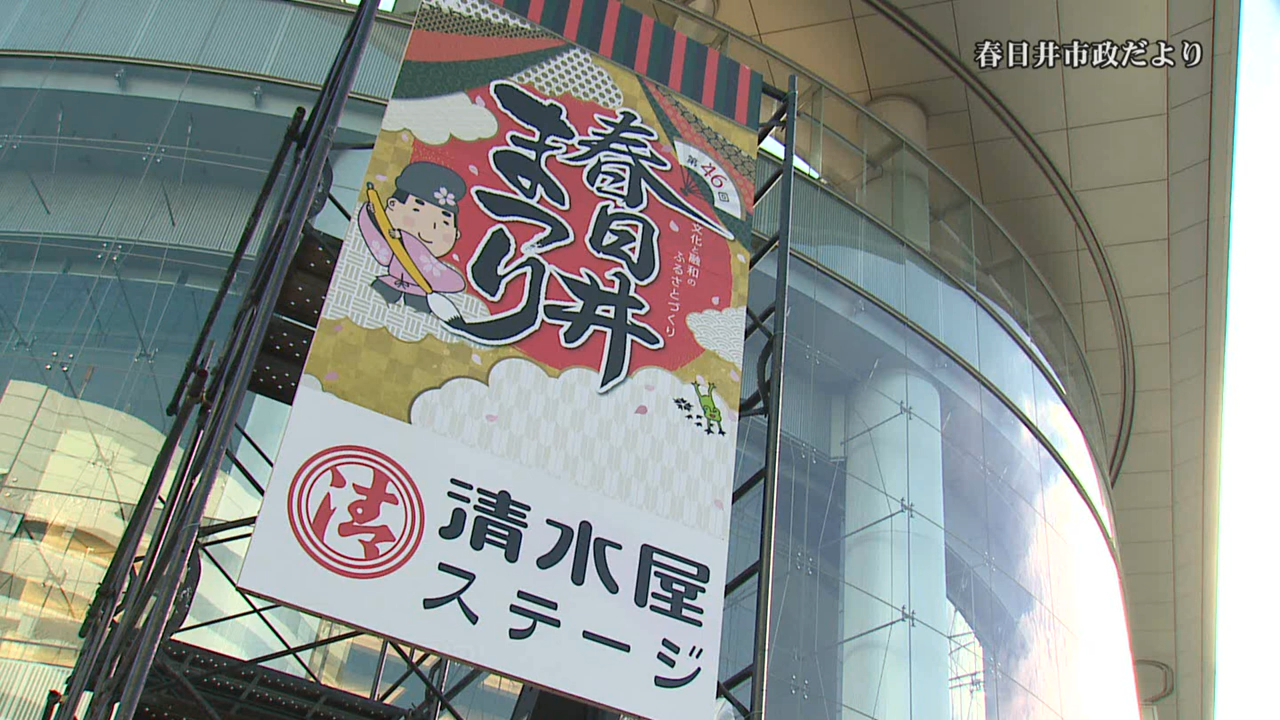 春日井市政だより
第46回
春日井
まつり
文化と融和の
ふるさとづくり
清水屋
ステージ